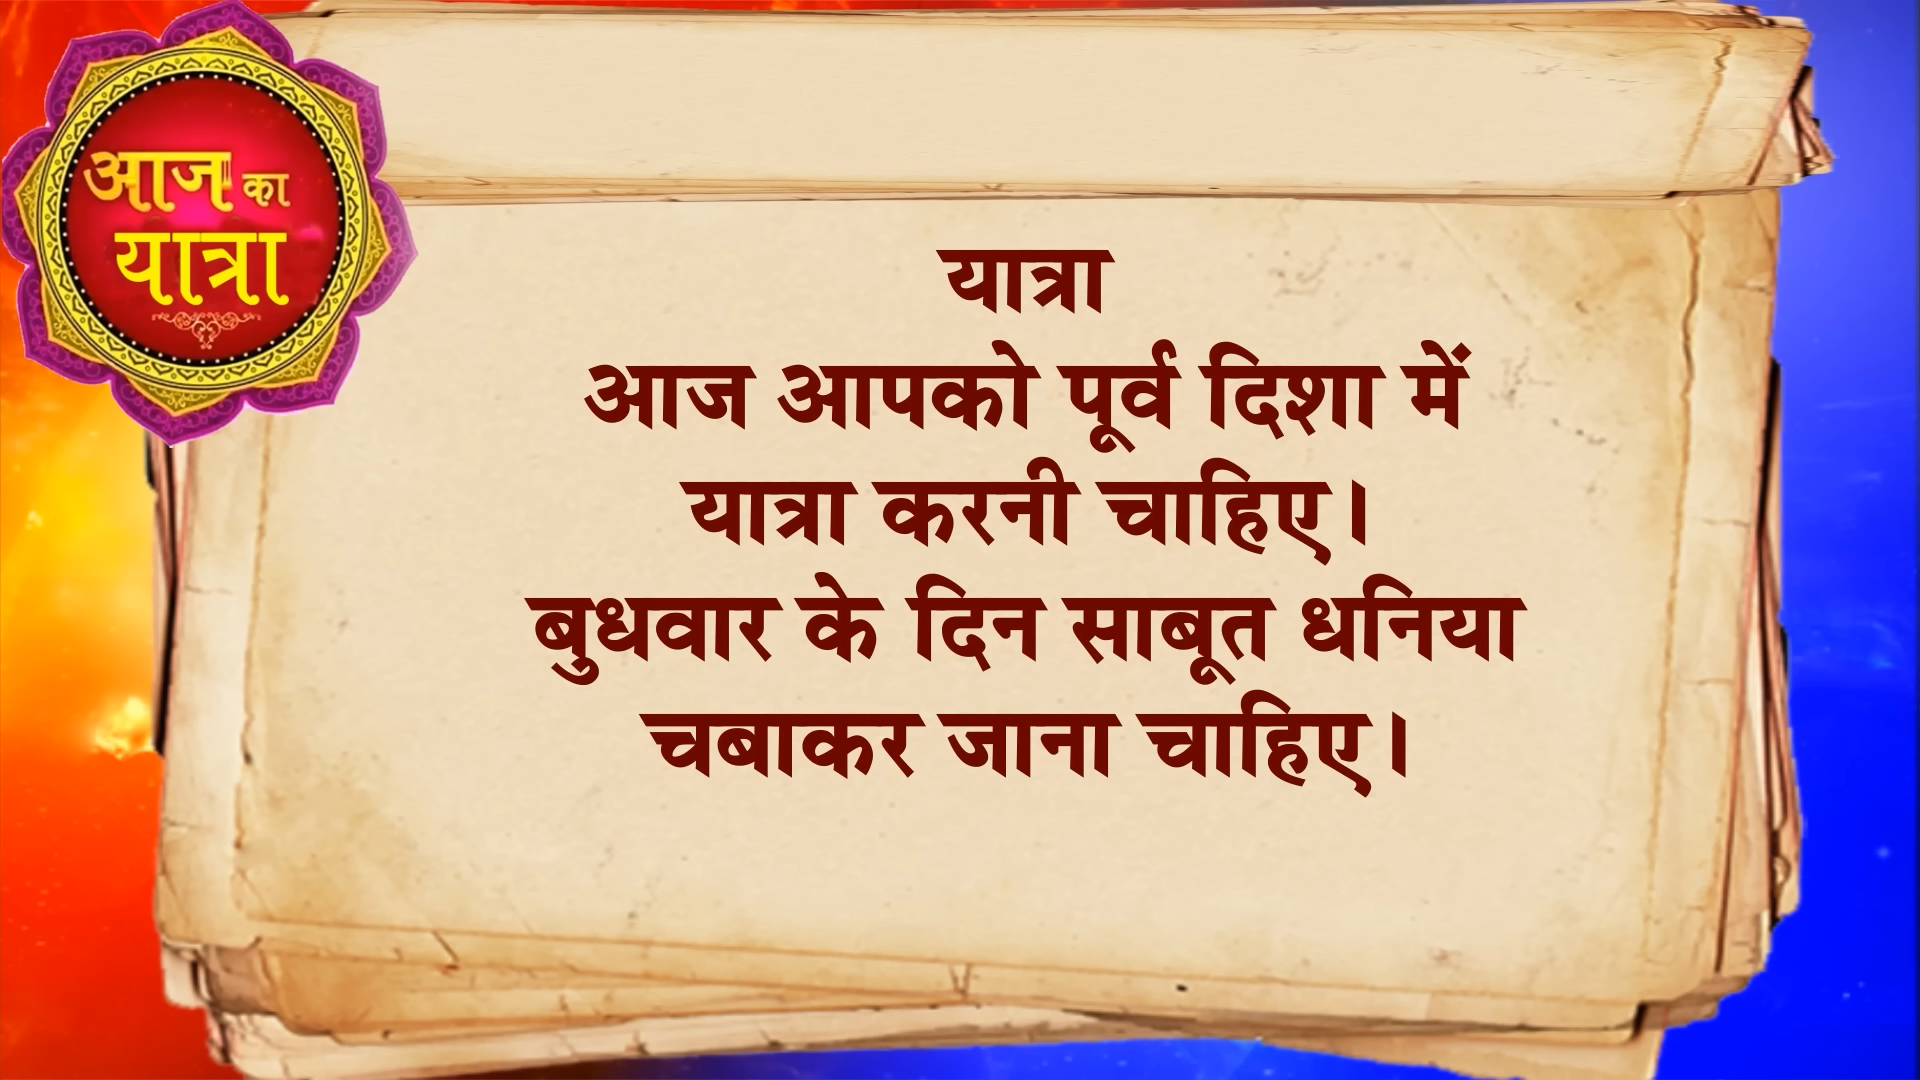 आज का
यात्रा
यात्रा
आज आपको पूर्व दिशा में
यात्रा करनी चाहिए।
बुधवार के दिन साबूत धनिया
चबाकर जाना चाहिए।